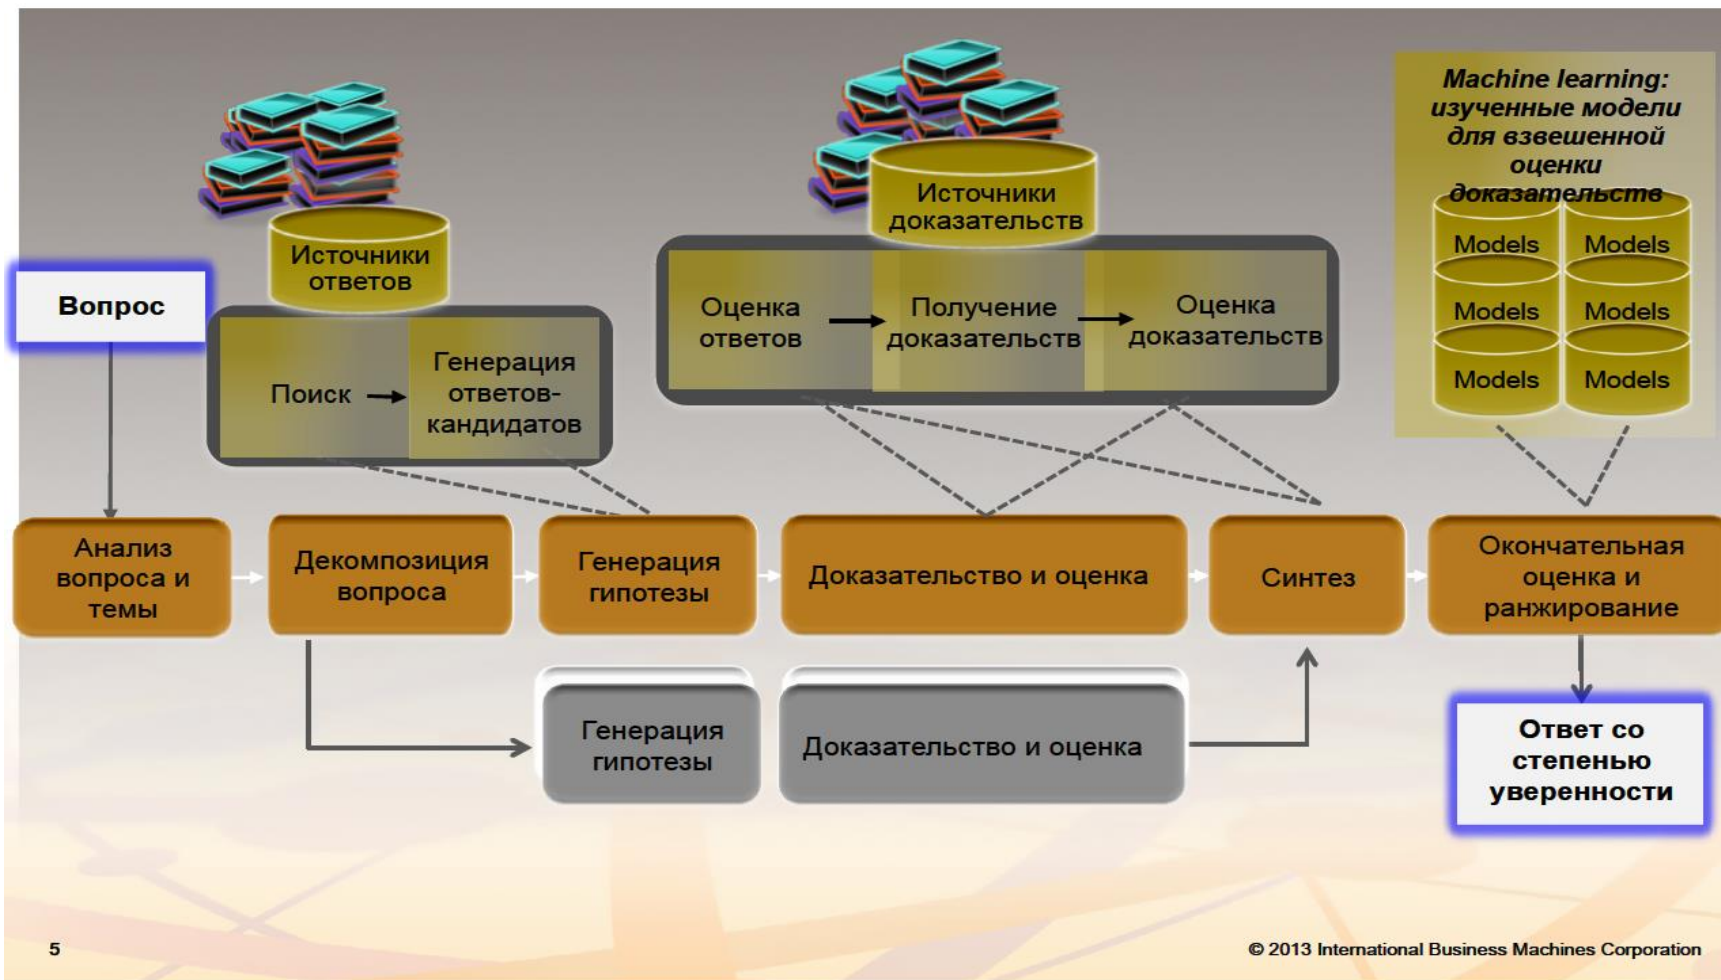 Machine learning:
изученные модели
для взвешенной
оценки
доказательств
Источники
доказательств
Источники
ответов
Models
Models
Models
Models
Models
Models
Вопрос
Поиск
Генерация
ответов-
кандидатов
Оценка
ответов
Получение
доказательств
Оценка
доказательств
Анализ
вопроса и
темы
Декомпозиция
вопроса
Генерация
гипотезы
Доказательство и оценка
Синтез
Окончательная
оценка и
ранжирование
Генерация
гипотезы
Доказательство и оценка
Ответ со
степенью
уверенности
5
© 2013 International Business Machines Corporation